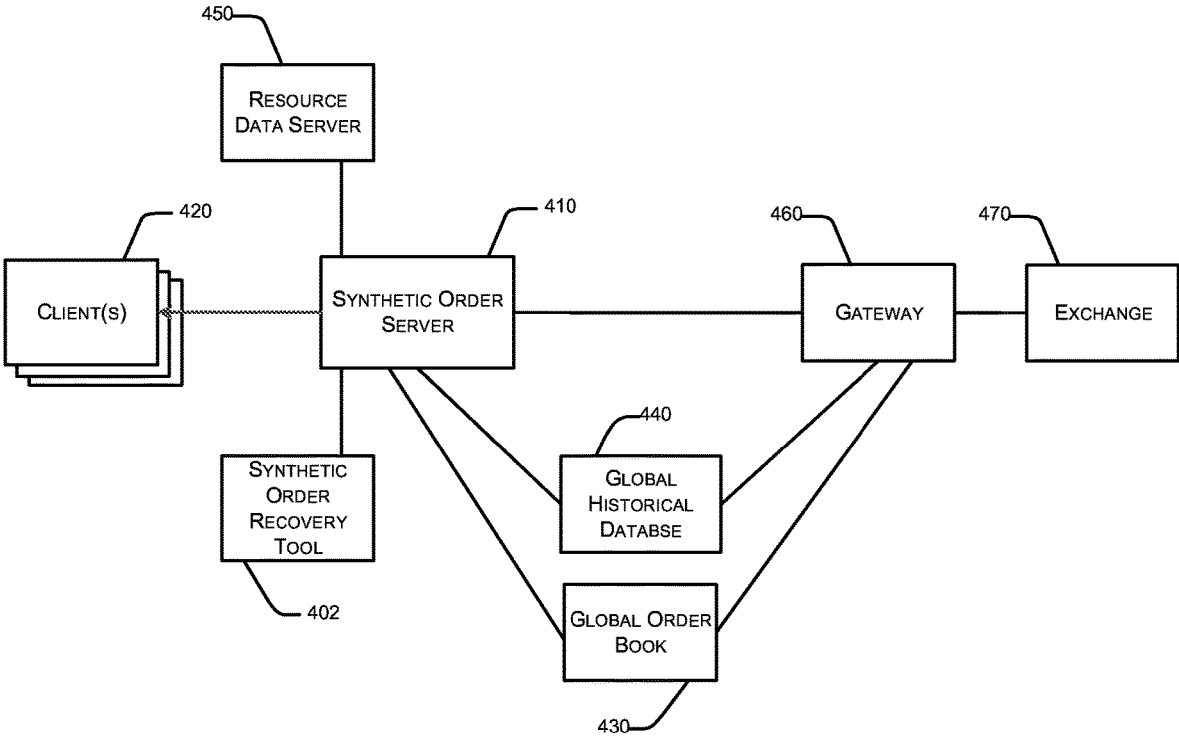 450
RESOURCE
DATA SERVER
420
410
460
470
CLIENT(S)
SYNTHETIC ORDER
SERVER
GATEWAY
EXCHANGE
440
SYNTHETIC
ORDER
RECOVERY
TOOL
GLOBAL
HISTORICAL
DATABSE
402
GLOBAL ORDER
BOOK
430